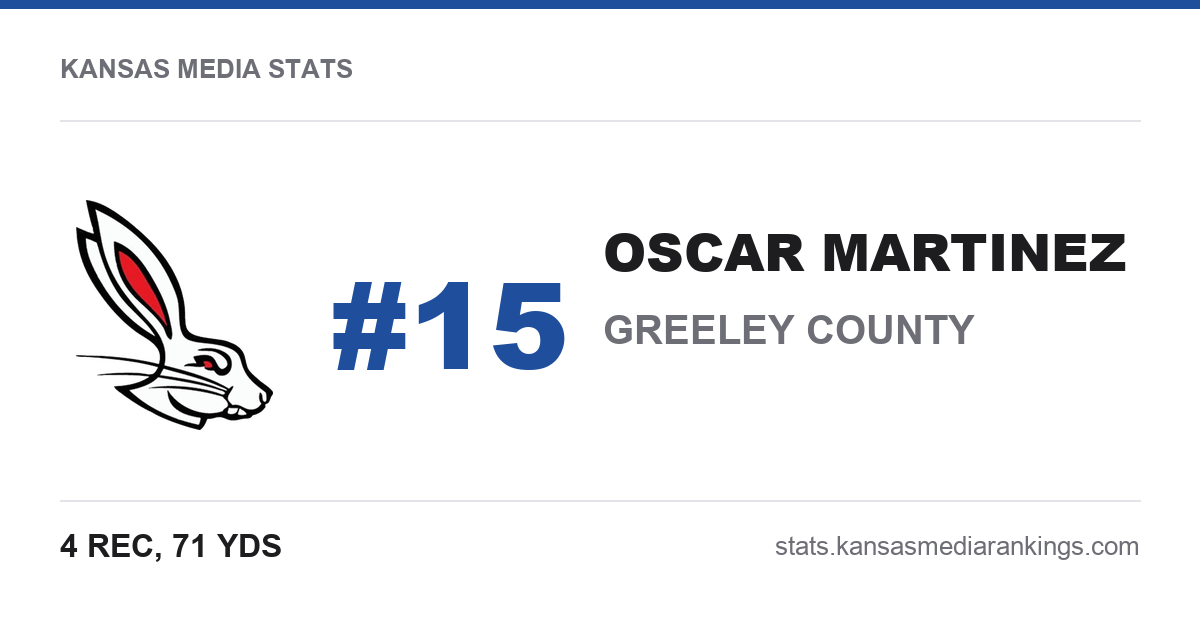 KANSAS MEDIA STATS
#15
OSCAR MARTINEZ
GREELEY COUNTY
4 REC, 71 YDS
stats.kansasmediarankings.com